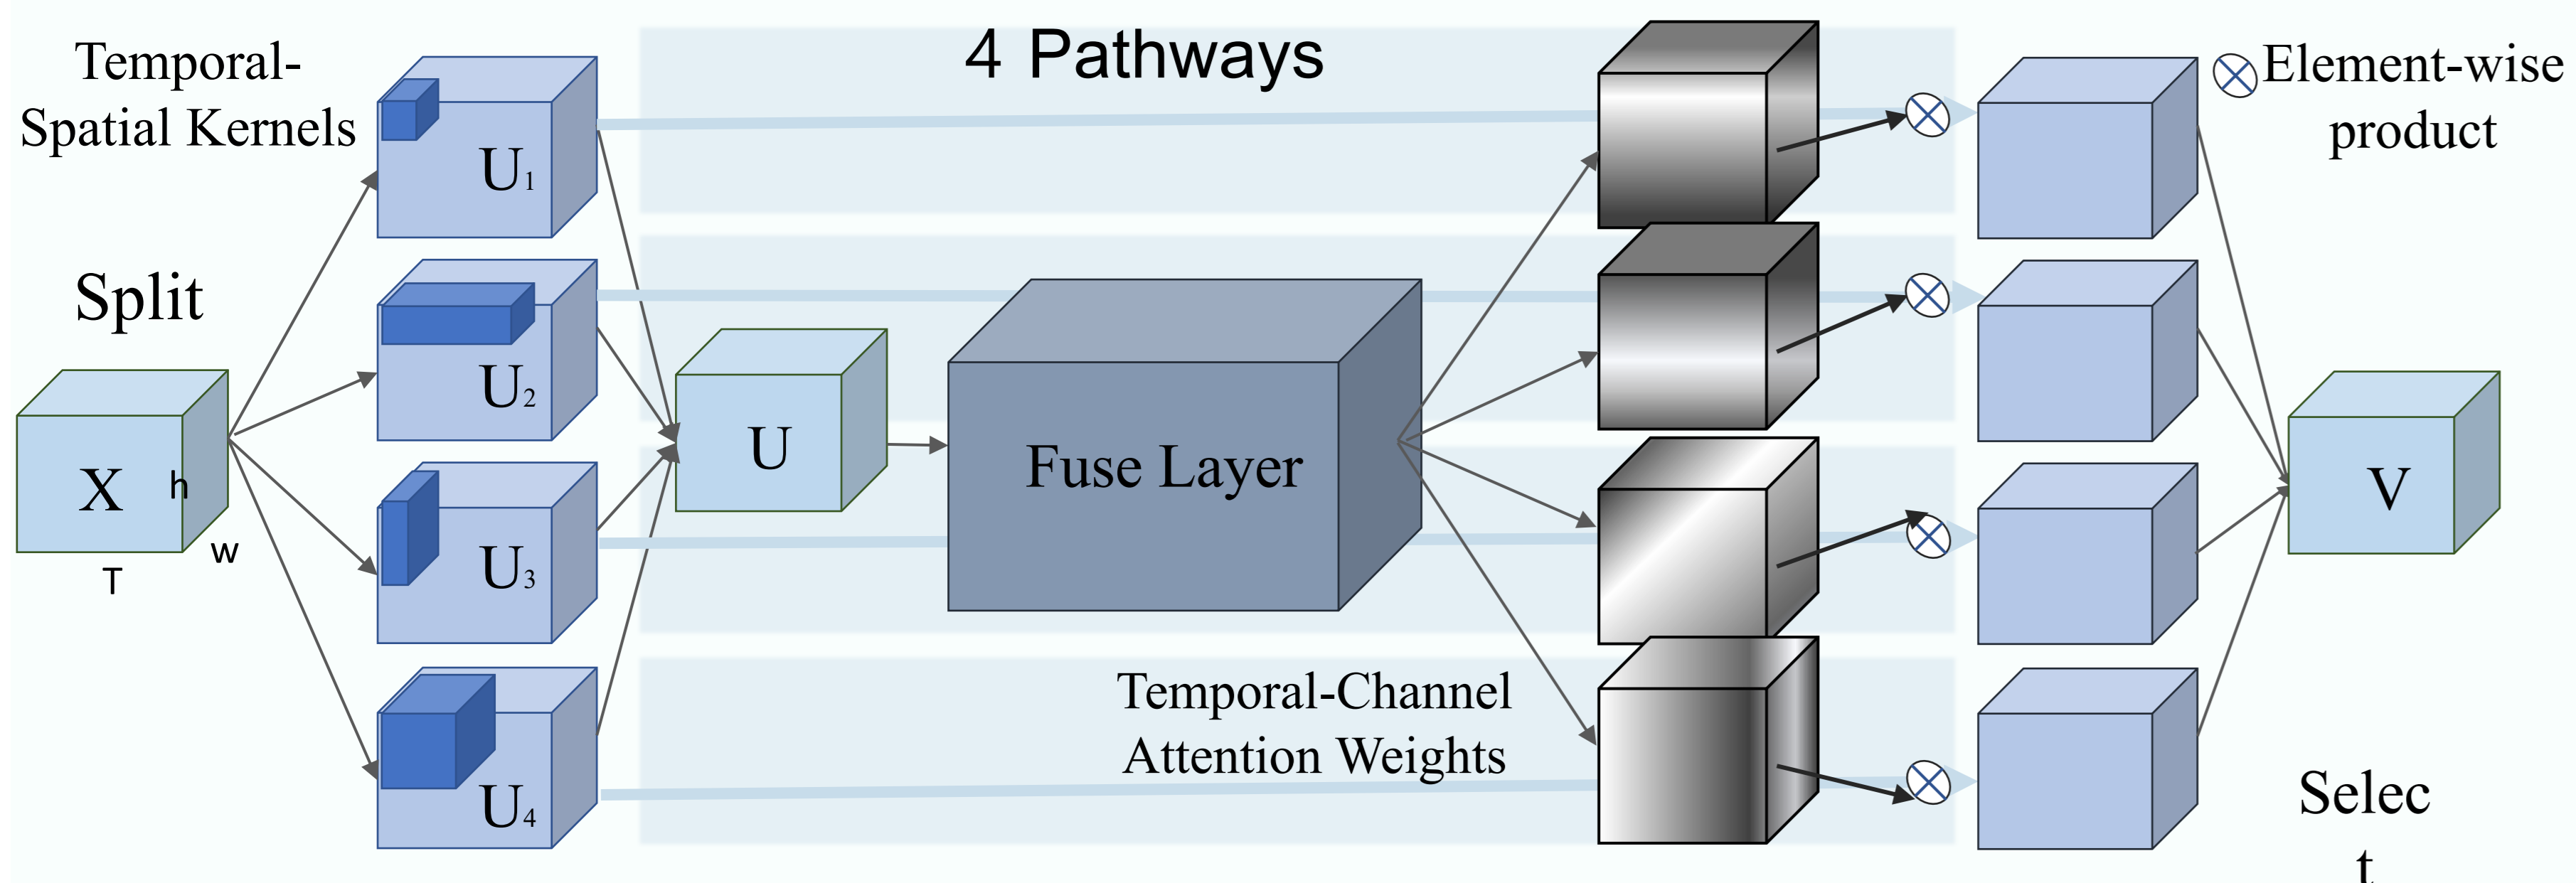 Temporal-
Spatial Kernels
4 Pathways
Element-wise
product
Split
U1
U2
U3
U4
X
h
w
T
U
Fuse Layer
Temporal-Channel
Attention Weights
V
Selec
t